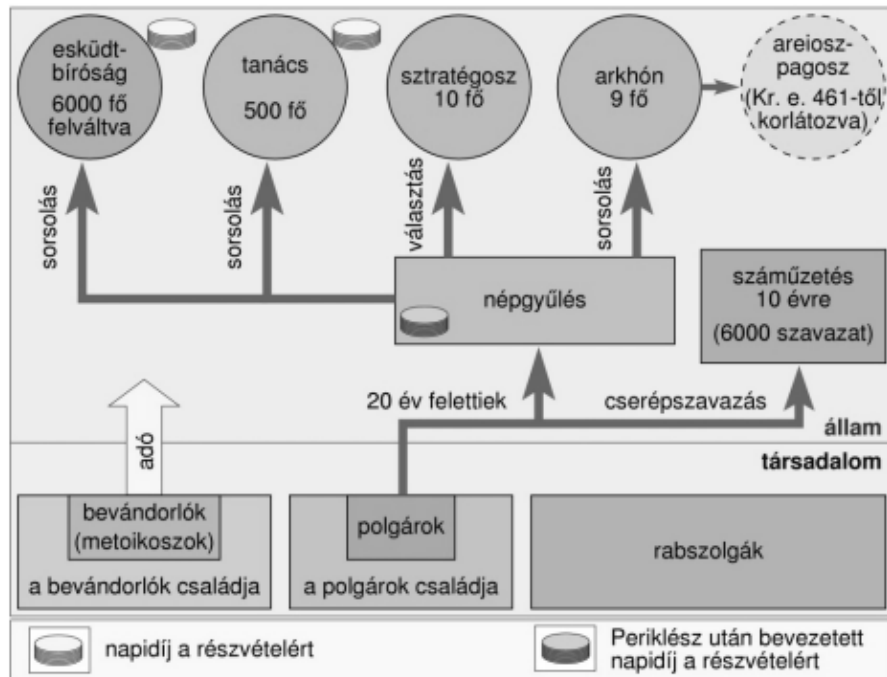 esküdt-
bíróság
6000 fő
felváltva
tanács
500 fő
sztratégosz
10 fő
arkhón
9 fő
areiosz-
pagosz
(Kr. e. 461-től
korlátozva)
sorsolás
sorsolás
választás
sorsolás
népgyűlés
száműzetés
10 évre
(6000 szavazat)
20 év felettiek
cserépszavazás
állam
társadalom
adó
bevándorlók
(metoikoszok)
a bevándorlók családja
polgárok
a polgárok családja
rabszolgák
napidíj a részvételért
Periklész után bevezetett
napidíj a részvételért